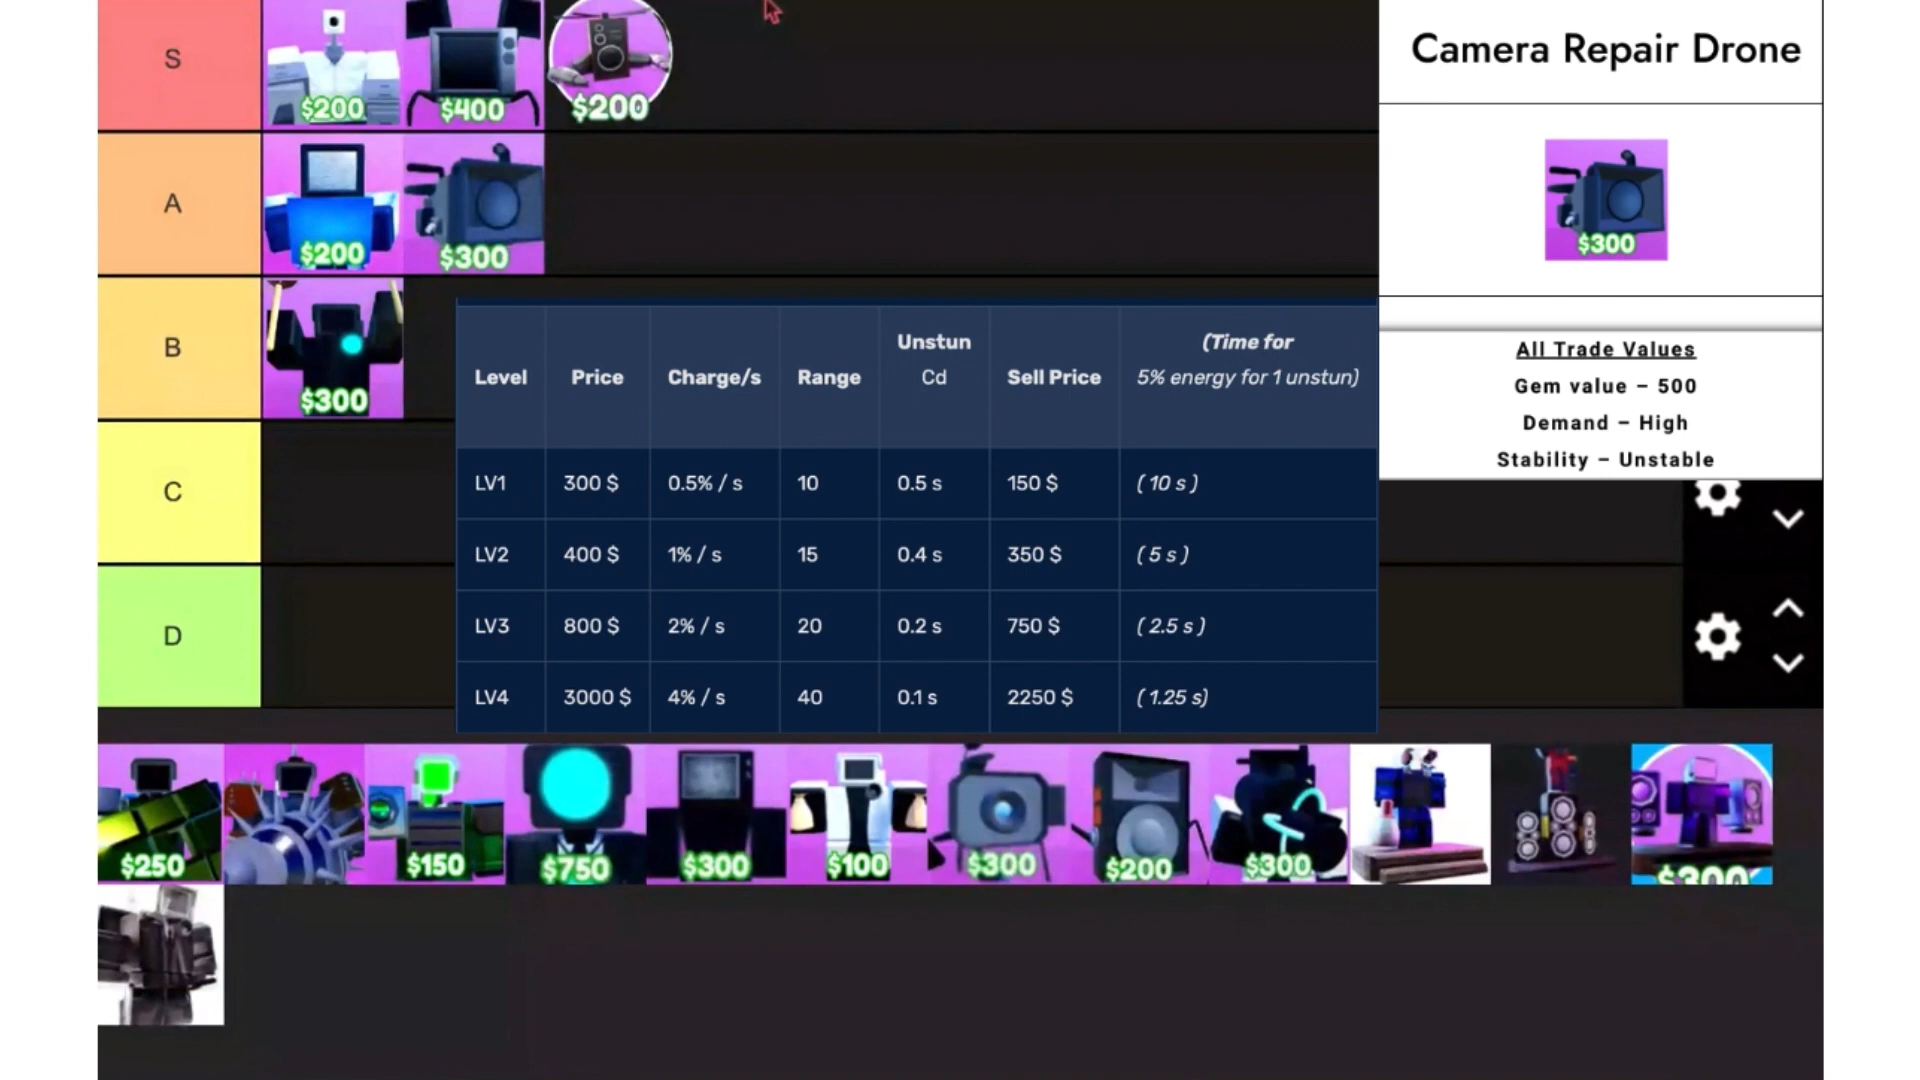 S
$200
$400
$200
A
$200
$300
B
$300
C
D
Camera Repair Drone
$300
All Trade Values
Gem value – 500
Demand – High
Stability – Unstable
Level Price Charge/s Range Unstun Cd Sell Price (Time for 5% energy for 1 unstun)
LV1 300 $ 0.5% / s 10 0.5 s 150 $ ( 10 s )
LV2 400 $ 1% / s 15 0.4 s 350 $ ( 5 s )
LV3 800 $ 2% / s 20 0.2 s 750 $ ( 2.5 s )
LV4 3000 $ 4% / s 40 0.1 s 2250 $ ( 1.25 s)
$250
$150
$750
$300
$100
$300
$200
$300
$300